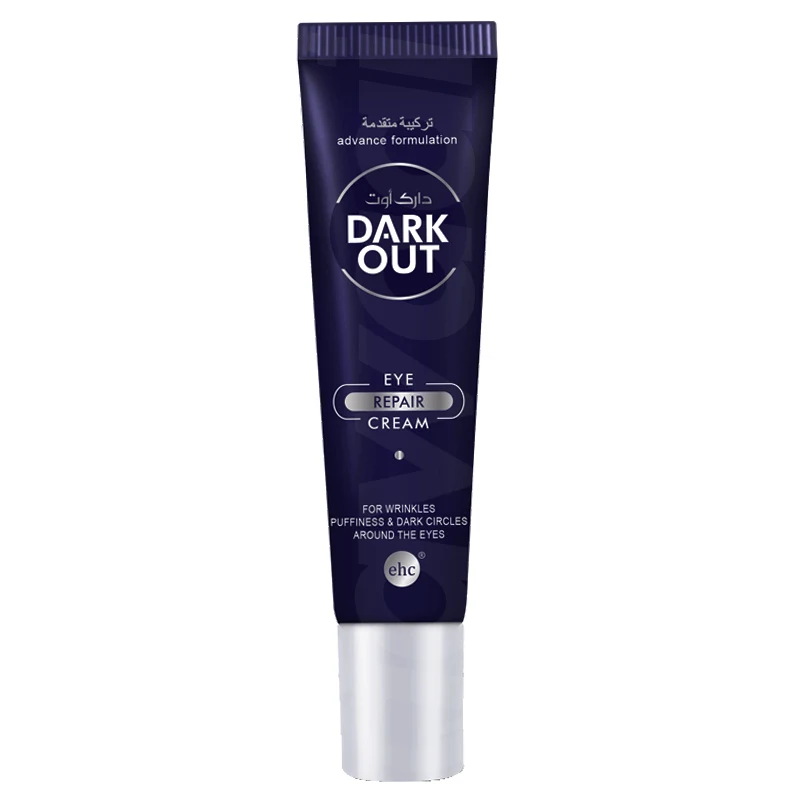 تركيبة متقدمة
advance formulation
دارك أوت
DARK
OUT
EYE
REPAIR
CREAM
FOR WRINKLES
PUFFINESS & DARK CIRCLES
AROUND THE EYES
ehc®